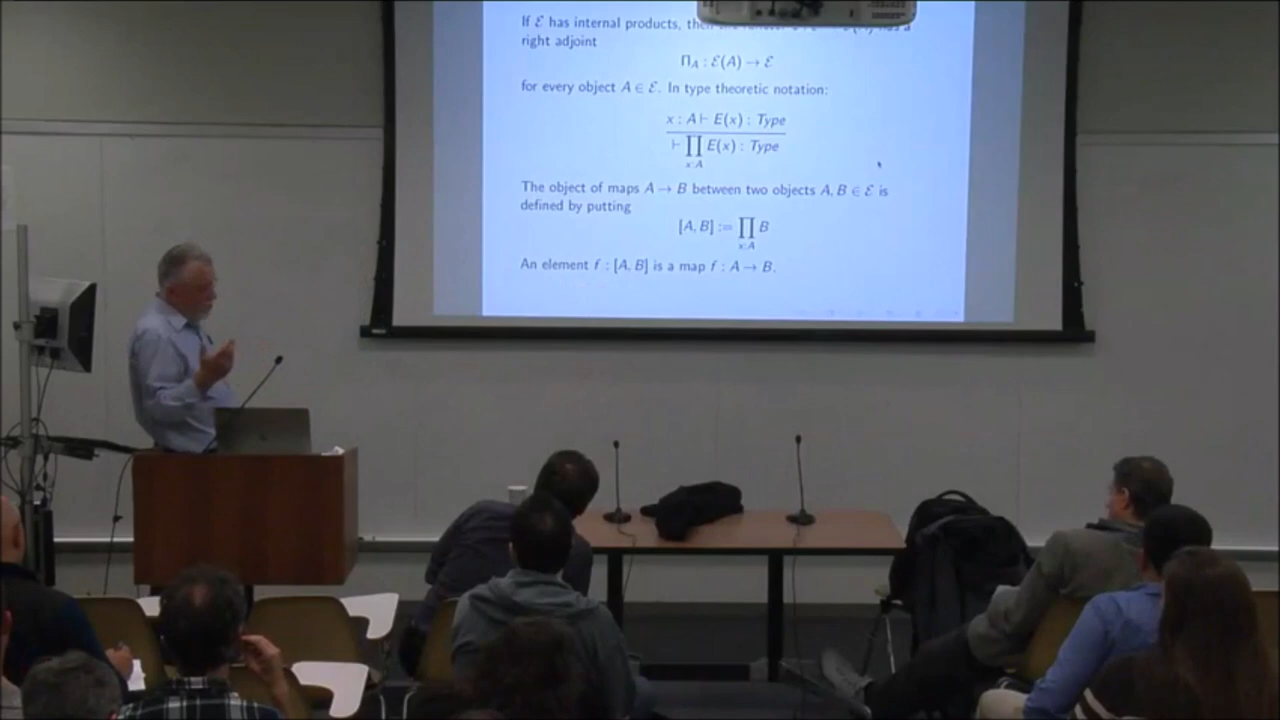 If ℰ has internal products, then
right adjoint
Π_A : ℰ(A) → ℰ
for every object A ∈ ℰ. In type theoretic notation:
x : A ⊢ E(x) : Type
⊢ ∏ E(x) : Type
x:A
The object of maps A → B between two objects A, B ∈ ℰ is
defined by putting
[A, B] := ∏ B
x:A
An element f : [A, B] is a map f : A → B.